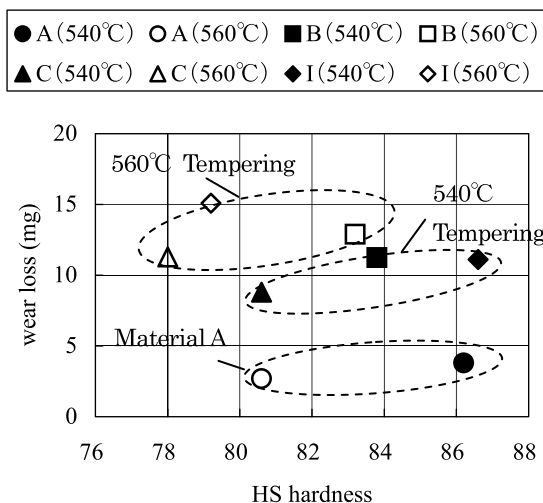 ● A (540℃) ○ A (560℃) ■ B (540℃) □ B (560℃)
▲ C (540℃) △ C (560℃) ◆ I (540℃) ◇ I (560℃)
20
560℃ Tempering
15
540℃
Tempering
10
Material A
5
0
wear loss (mg)
76 78 80 82 84 86 88
HS hardness